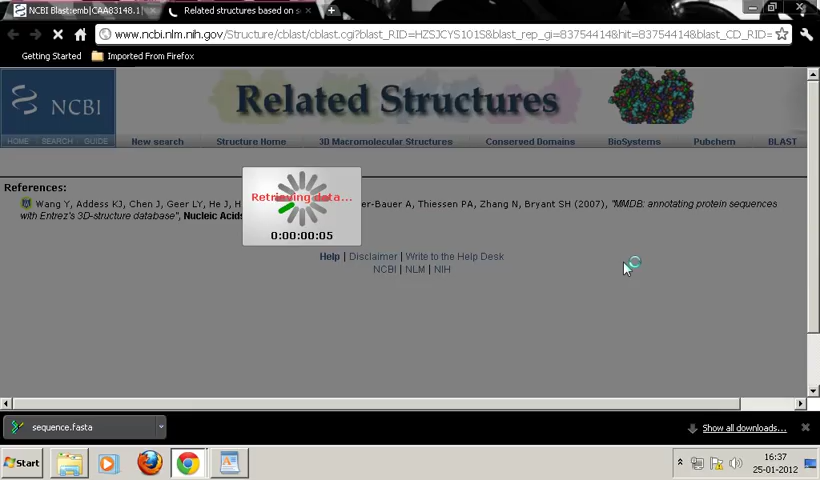 NCBI Blast:emb|CAA83148.1|
Related structures based on s
www.ncbi.nlm.nih.gov/Structure/cblast/cblast.cgi?blast_RID=HZSJCYS101S&blast_rep_gi=83754414&hit=83754414&blast_CD_RID=
Getting Started
Imported From Firefox
NCBI
Related Structures
HOME SEARCH GUIDE New search Structure Home 3D Macromolecular Structures Conserved Domains BioSystems Pubchem BLAST
References:
Retrieving data...
Wang Y, Addess KJ, Chen J, Geer LY, He J, H er-Bauer A, Thiessen PA, Zhang N, Bryant SH (2007), "MMDB: annotating protein sequences
with Entrez's 3D-structure database", Nucleic Acids
0:00:00:05
Help | Disclaimer | Write to the Help Desk
NCBI | NLM | NIH
sequence.fasta
Show all downloads...
Start
16:37
25-01-2012